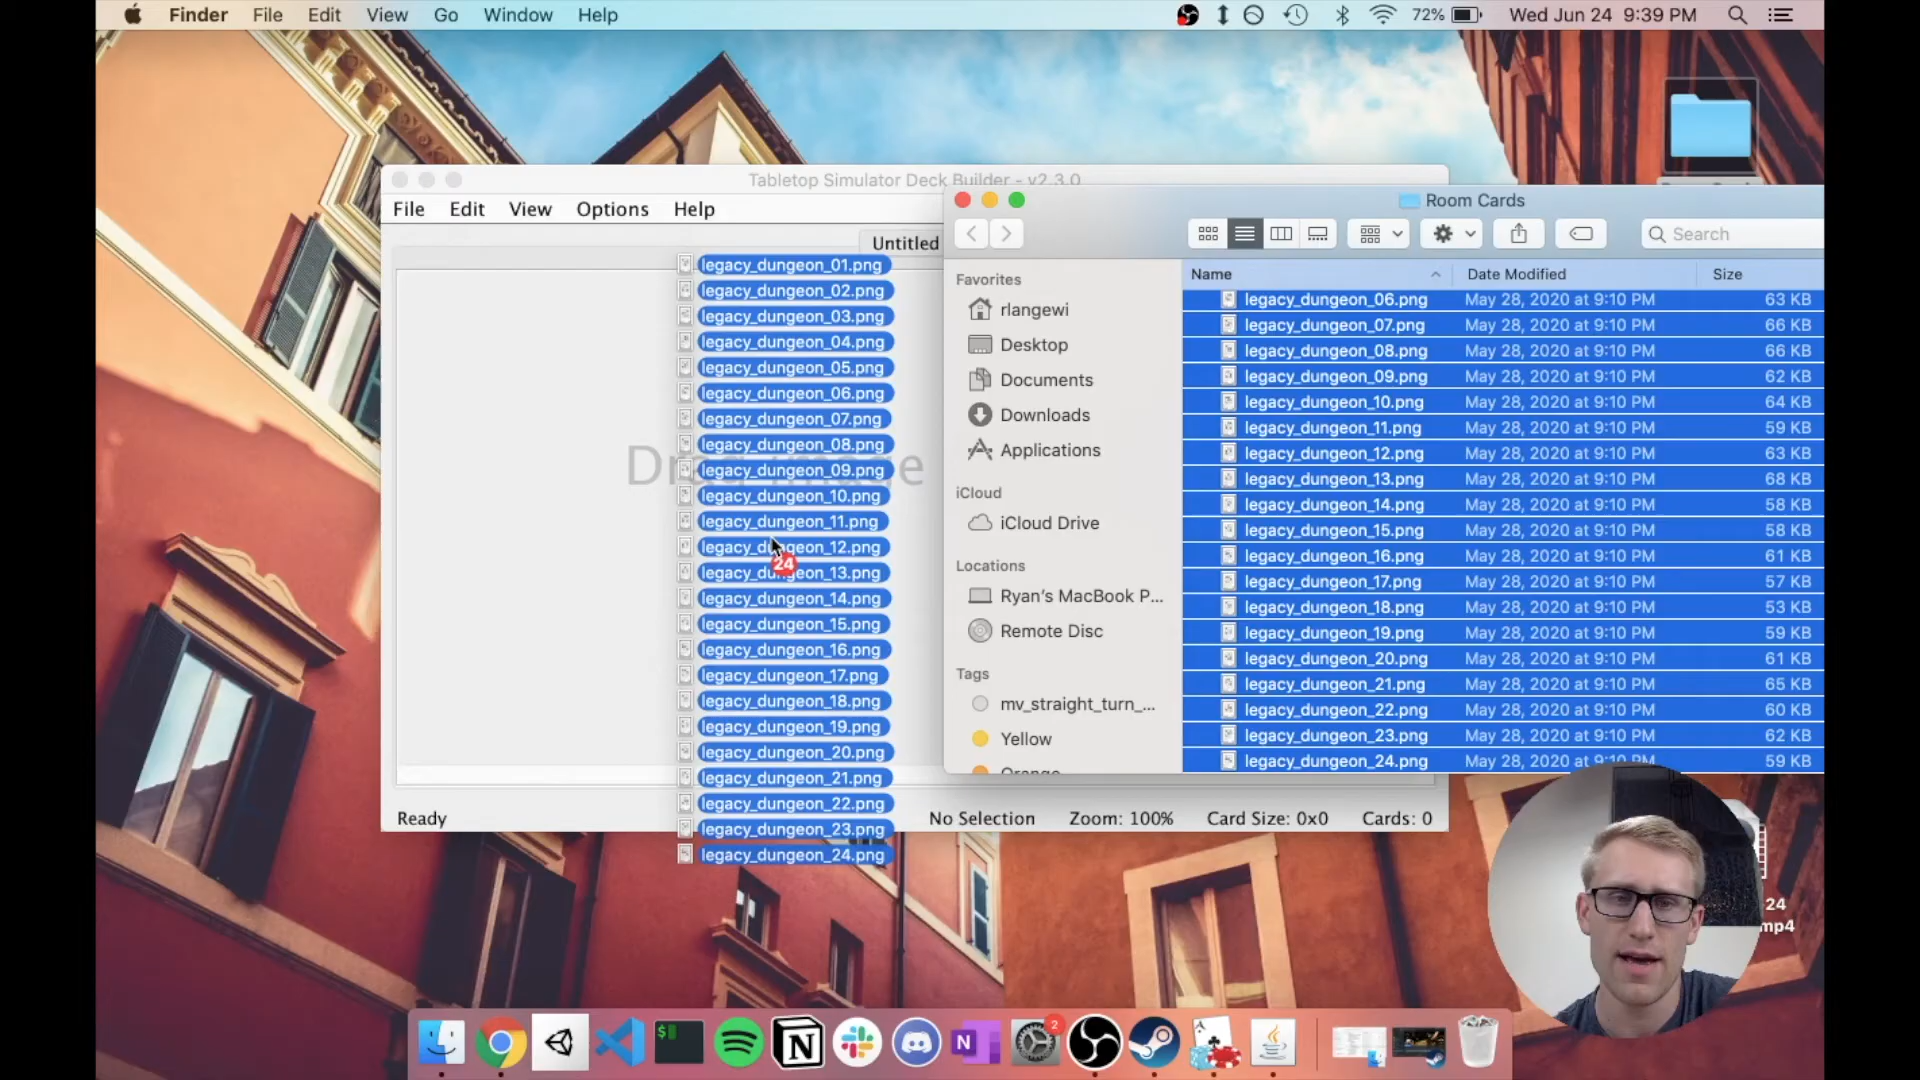 Finder File Edit View Go Window Help 72% Wed Jun 24 9:39 PM
Tabletop Simulator Deck Builder - v2.3.0
File Edit View Options Help
Untitled
legacy_dungeon_01.png
legacy_dungeon_02.png
legacy_dungeon_03.png
legacy_dungeon_04.png
legacy_dungeon_05.png
legacy_dungeon_06.png
legacy_dungeon_07.png
legacy_dungeon_08.png
legacy_dungeon_09.png
legacy_dungeon_10.png
legacy_dungeon_11.png
legacy_dungeon_12.png
24
legacy_dungeon_13.png
legacy_dungeon_14.png
legacy_dungeon_15.png
legacy_dungeon_16.png
legacy_dungeon_17.png
legacy_dungeon_18.png
legacy_dungeon_19.png
legacy_dungeon_20.png
legacy_dungeon_21.png
legacy_dungeon_22.png
legacy_dungeon_23.png
legacy_dungeon_24.png
Ready No Selection Zoom: 100% Card Size: 0x0 Cards: 0
Room Cards
Search
Favorites
rlangewi
Desktop
Documents
Downloads
Applications
iCloud
iCloud Drive
Locations
Ryan's MacBook P...
Remote Disc
Tags
mv_straight_turn_...
Yellow
Orange
Name Date Modified Size
legacy_dungeon_06.png May 28, 2020 at 9:10 PM 63 KB
legacy_dungeon_07.png May 28, 2020 at 9:10 PM 66 KB
legacy_dungeon_08.png May 28, 2020 at 9:10 PM 66 KB
legacy_dungeon_09.png May 28, 2020 at 9:10 PM 62 KB
legacy_dungeon_10.png May 28, 2020 at 9:10 PM 64 KB
legacy_dungeon_11.png May 28, 2020 at 9:10 PM 59 KB
legacy_dungeon_12.png May 28, 2020 at 9:10 PM 63 KB
legacy_dungeon_13.png May 28, 2020 at 9:10 PM 68 KB
legacy_dungeon_14.png May 28, 2020 at 9:10 PM 58 KB
legacy_dungeon_15.png May 28, 2020 at 9:10 PM 58 KB
legacy_dungeon_16.png May 28, 2020 at 9:10 PM 61 KB
legacy_dungeon_17.png May 28, 2020 at 9:10 PM 57 KB
legacy_dungeon_18.png May 28, 2020 at 9:10 PM 53 KB
legacy_dungeon_19.png May 28, 2020 at 9:10 PM 59 KB
legacy_dungeon_20.png May 28, 2020 at 9:10 PM 61 KB
legacy_dungeon_21.png May 28, 2020 at 9:10 PM 65 KB
legacy_dungeon_22.png May 28, 2020 at 9:10 PM 60 KB
legacy_dungeon_23.png May 28, 2020 at 9:10 PM 62 KB
legacy_dungeon_24.png May 28, 2020 at 9:10 PM 59 KB
24
mp4
2